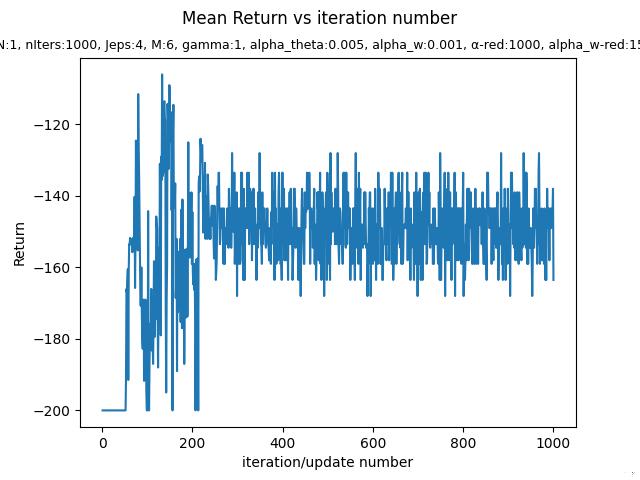 Mean Return vs iteration number
N:1, nIters:1000, Jeps:4, M:6, gamma:1, alpha_theta:0.005, alpha_w:0.001, α-red:1000, alpha_w-red:15
−120
−140
−160
−180
−200
Return
0 200 400 600 800 1000
iteration/update number